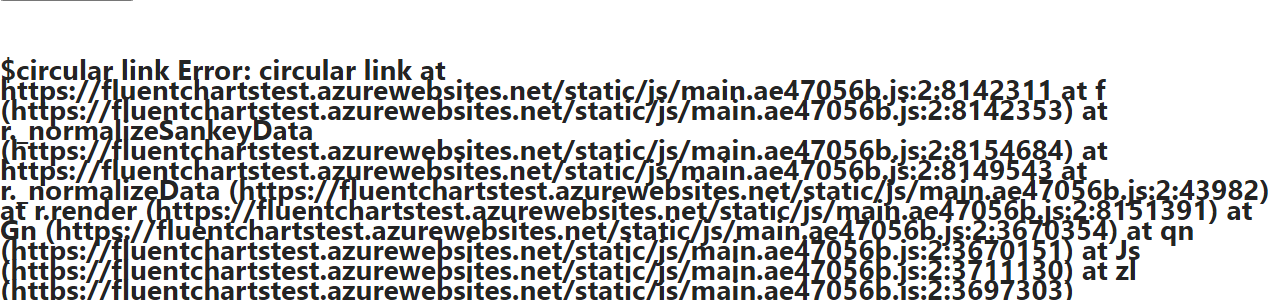 $circular link Error: circular link at
https://fluentchartstest.azurewebsites.net/static/js/main.ae47056b.js:2:8142311 at f
(https://fluentchartstest.azurewebsites.net/static/js/main.ae47056b.js:2:8142353) at
r._normalizeSankeyData
(https://fluentchartstest.azurewebsites.net/static/js/main.ae47056b.js:2:8154684) at
https://fluentchartstest.azurewebsites.net/static/js/main.ae47056b.js:2:8149543 at
r._normalizeData (https://fluentchartstest.azurewebsites.net/static/js/main.ae47056b.js:2:43982)
at r.render (https://fluentchartstest.azurewebsites.net/static/js/main.ae47056b.js:2:8151391) at
Gn (https://fluentchartstest.azurewebsites.net/static/js/main.ae47056b.js:2:3670354) at qn
(https://fluentchartstest.azurewebsites.net/static/js/main.ae47056b.js:2:3670151) at Js
(https://fluentchartstest.azurewebsites.net/static/js/main.ae47056b.js:2:3711130) at zl
(https://fluentchartstest.azurewebsites.net/static/js/main.ae47056b.js:2:3697303)